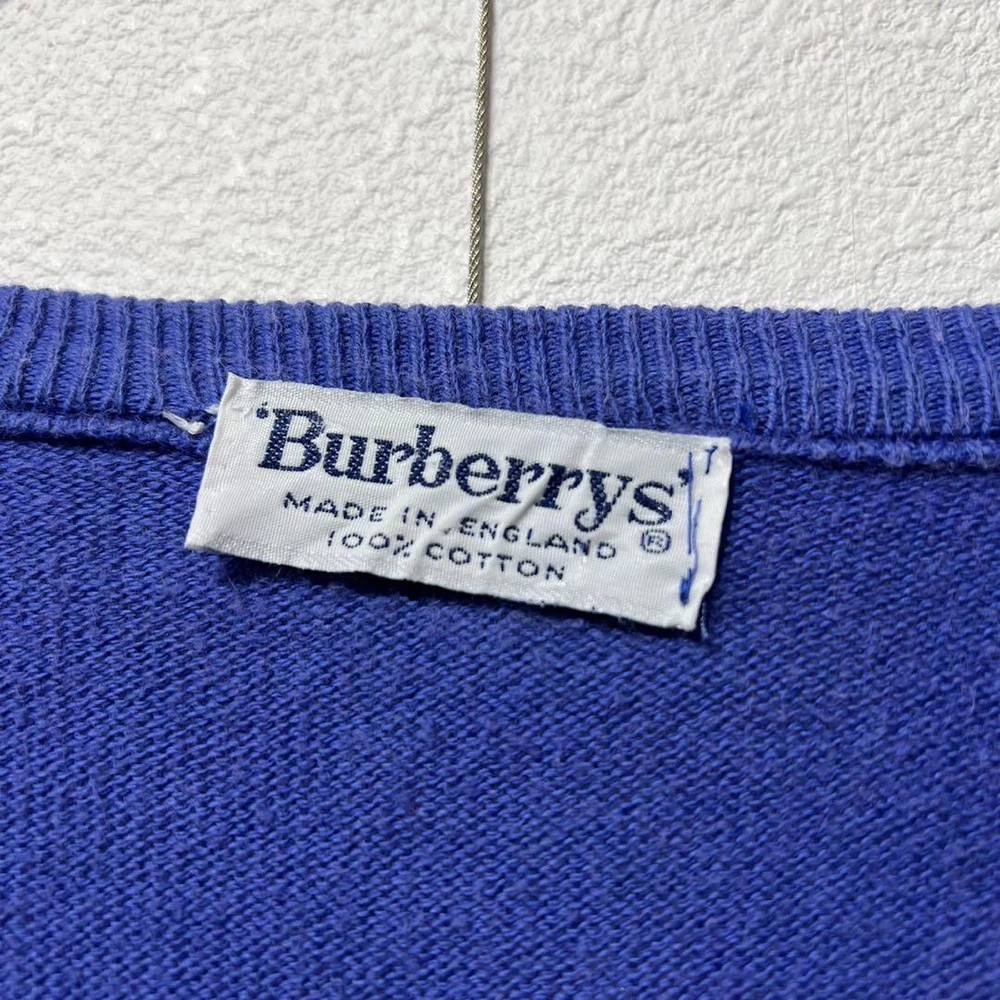 'Burberrys'
MADE IN ENGLAND ®
100% COTTON